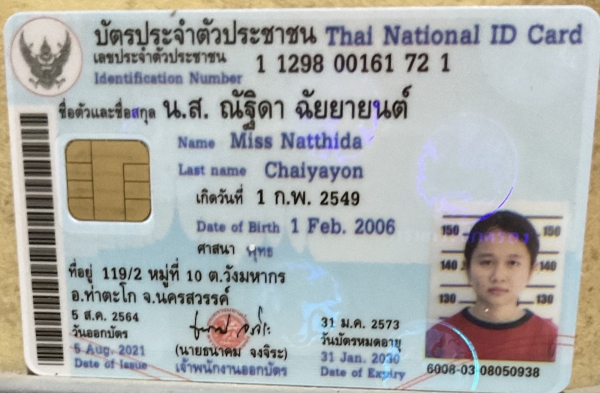 บัตรประจำตัวประชาชน Thai National ID Card
เลขประจำตัวประชาชน 1 1298 00161 72 1
Identification Number
ชื่อตัวและชื่อสกุล น.ส. ณัฐิดา ฉัยยายนต์
Name Miss Natthida
Last name Chaiyayon
เกิดวันที่ 1 ก.พ. 2549
Date of Birth 1 Feb. 2006
ศาสนา พุทธ
ที่อยู่ 119/2 หมู่ที่ 10 ต.วังมหากร
อ.ท่าตะโก จ.นครสวรรค์
5 ส.ค. 2564
วันออกบัตร
5 Aug. 2021
Date of Issue
(นายธนาคม จงจิระ)
เจ้าพนักงานออกบัตร
31 ม.ค. 2573
วันบัตรหมดอายุ
31 Jan. 2030
Date of Expiry
150 150
140 140
130 130
6008-03-08050938